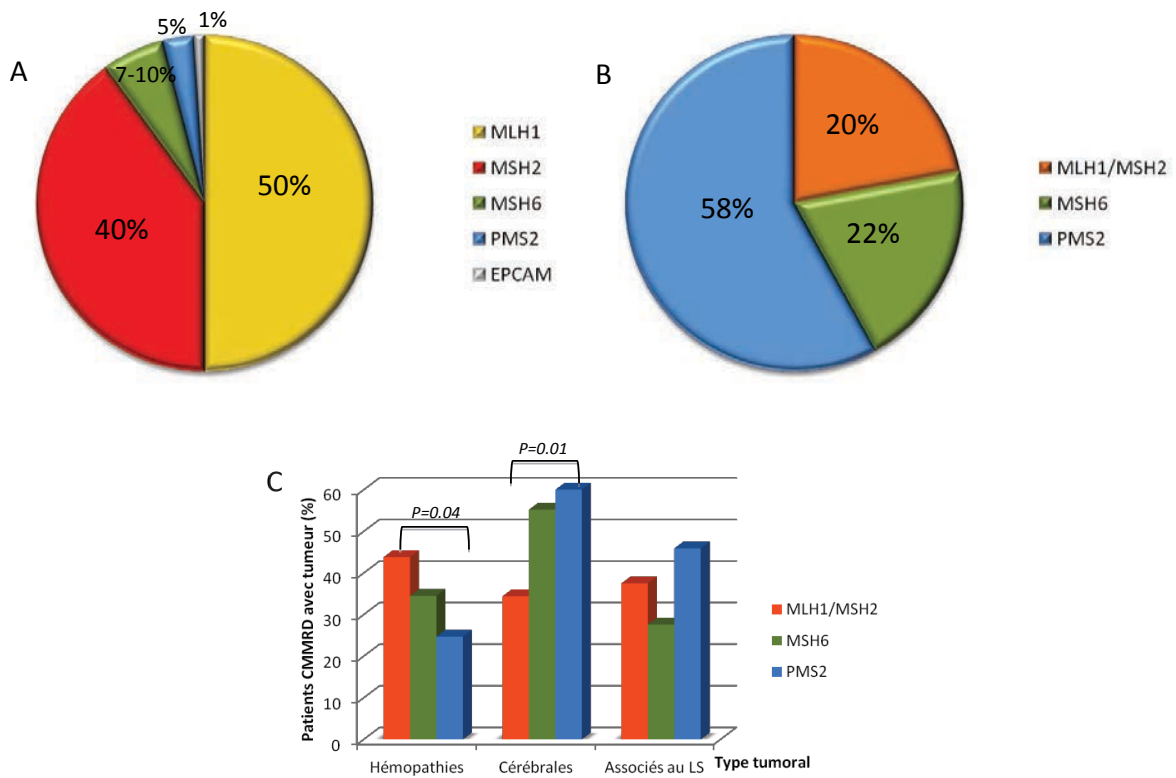 A
5%
1%
7-10%
50%
40%
MLH1
MSH2
MSH6
PMS2
EPCAM
B
20%
58%
22%
MLH1/MSH2
MSH6
PMS2
C
Patients CMMRD avec tumeur (%)
60
50
40
30
20
10
0
P=0.04
P=0.01
Hémopathies
Cérébrales
Associés au LS
Type tumoral
MLH1/MSH2
MSH6
PMS2